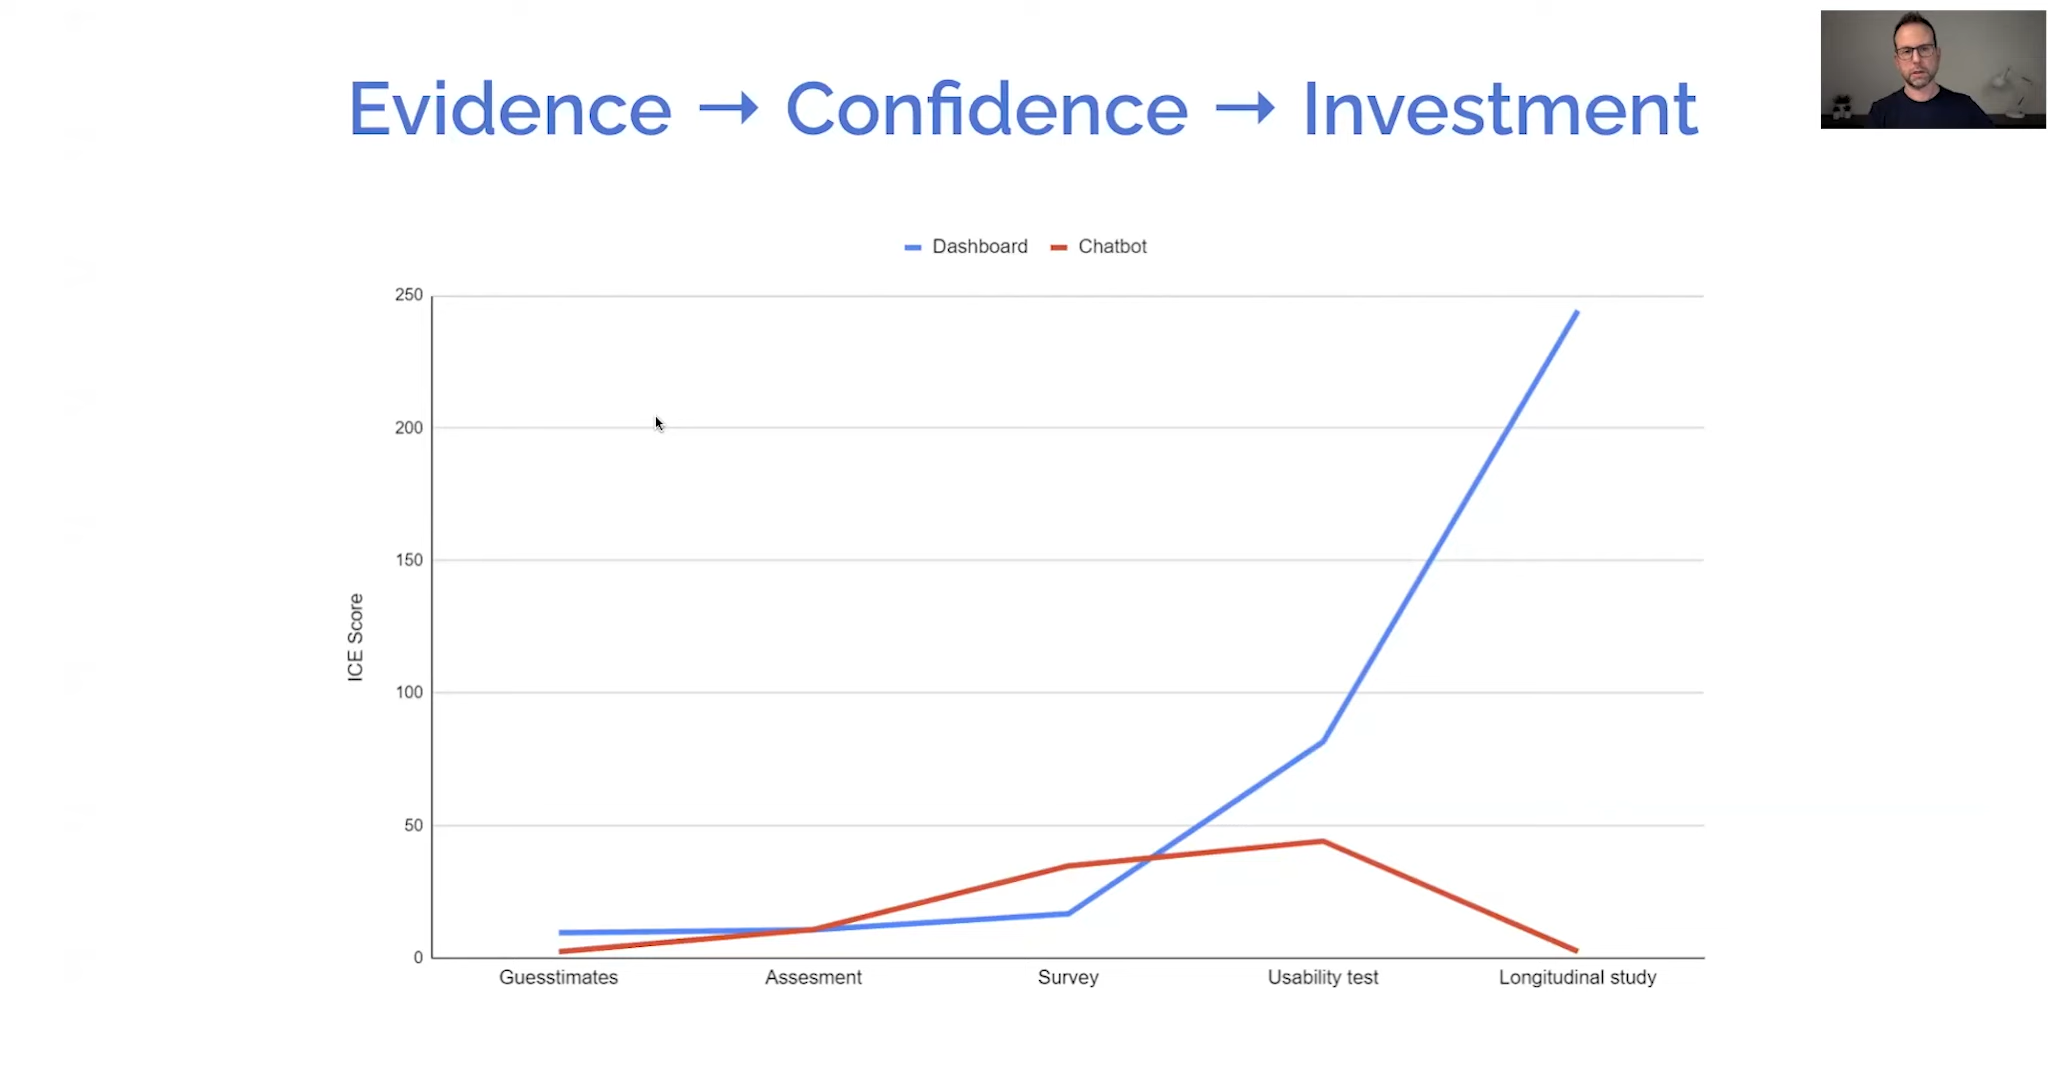 Evidence → Confidence → Investment
Dashboard Chatbot
250
200
150
100
50
0
ICE Score
Guesstimates Assesment Survey Usability test Longitudinal study